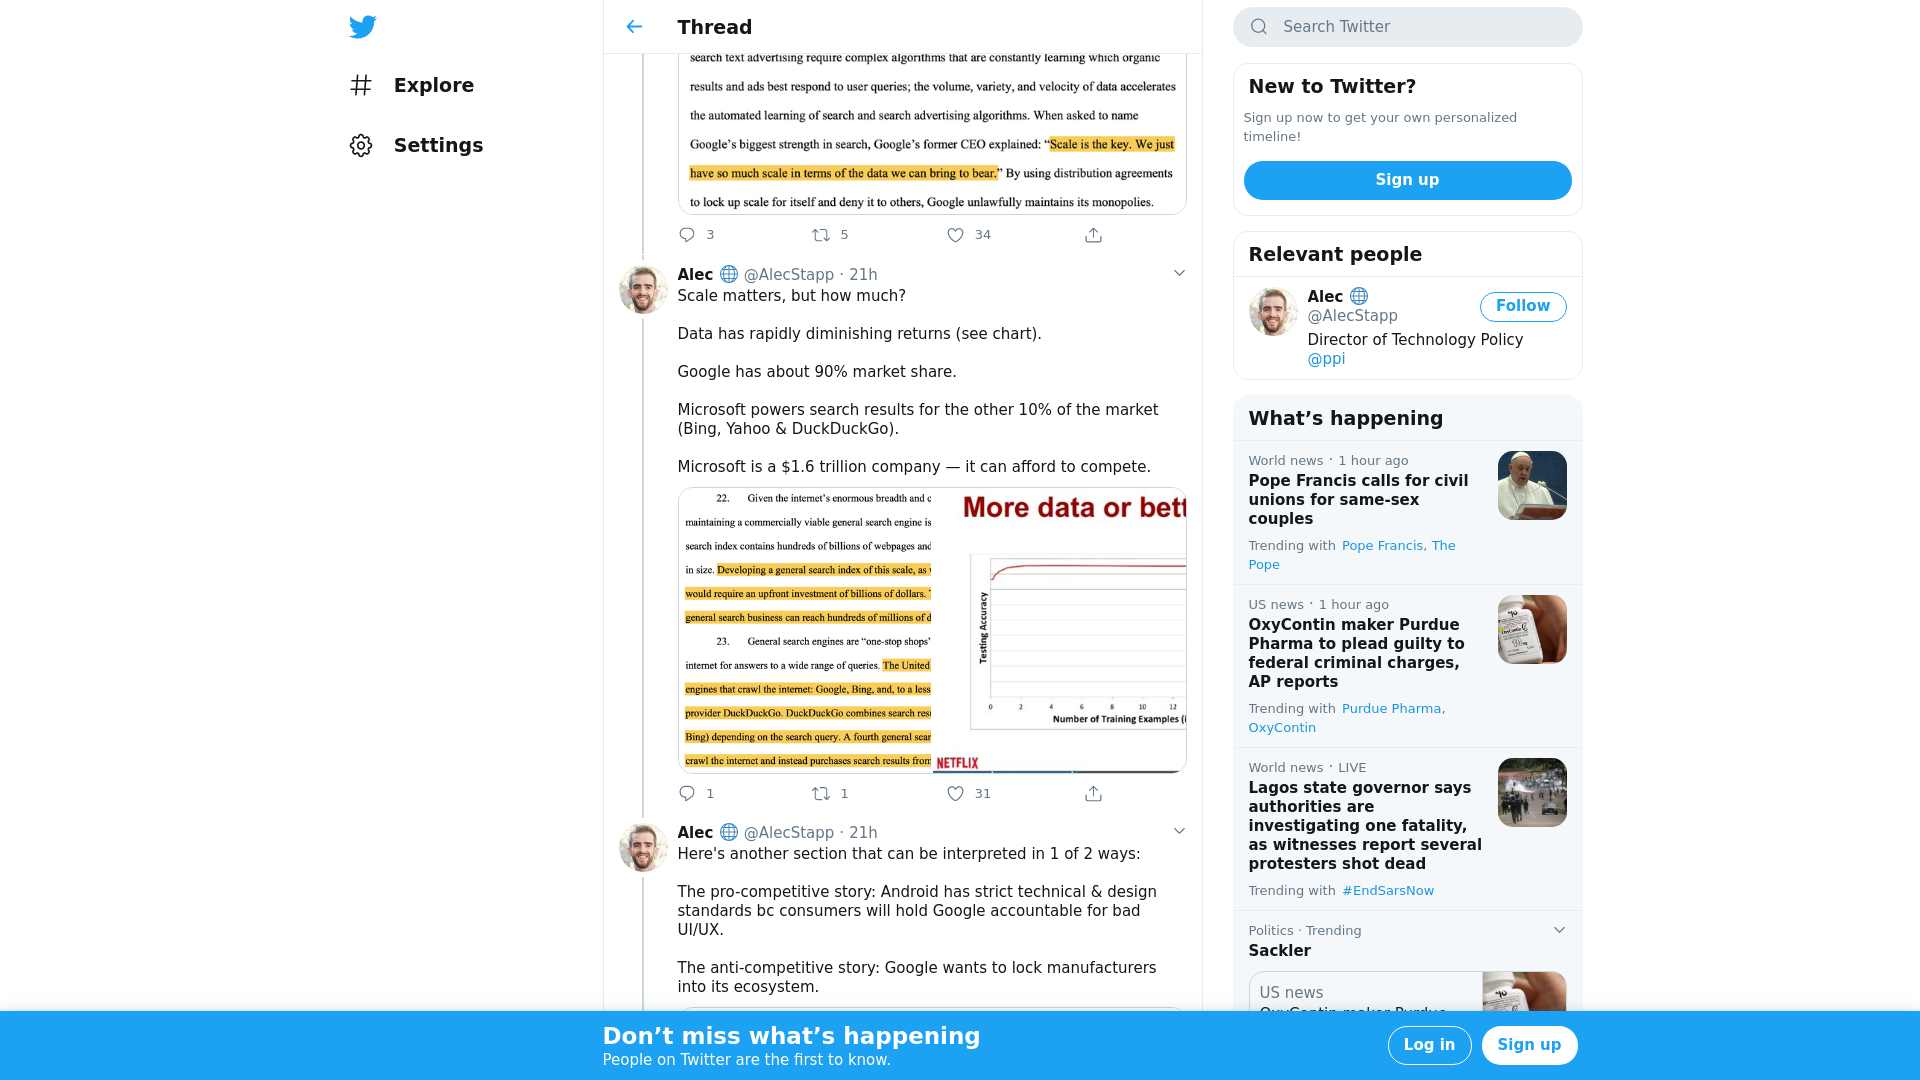 Explore
Settings
Thread
search text advertising require complex algorithms that are constantly learning which organic
results and ads best respond to user queries; the volume, variety, and velocity of data accelerates
the automated learning of search and search advertising algorithms. When asked to name
Google’s biggest strength in search, Google’s former CEO explained: “Scale is the key. We just
have so much scale in terms of the data we can bring to bear.” By using distribution agreements
to lock up scale for itself and deny it to others, Google unlawfully maintains its monopolies.
3 5 34
Alec @AlecStapp · 21h
Scale matters, but how much?
Data has rapidly diminishing returns (see chart).
Google has about 90% market share.
Microsoft powers search results for the other 10% of the market
(Bing, Yahoo & DuckDuckGo).
Microsoft is a $1.6 trillion company — it can afford to compete.
22. Given the internet’s enormous breadth and c
maintaining a commercially viable general search engine is
search index contains hundreds of billions of webpages and
in size. Developing a general search index of this scale, as
would require an upfront investment of billions of dollars.
general search business can reach hundreds of millions of d
23. General search engines are “one-stop shops”
internet for answers to a wide range of queries. The United
engines that crawl the internet: Google, Bing, and, to a less
provider DuckDuckGo. DuckDuckGo combines search resu
Bing) depending on the search query. A fourth general sear
crawl the internet and instead purchases search results from
More data or bett
Testing Accuracy
0 2 4 6 8 10 12
Number of Training Examples (i
NETFLIX
1 1 31
Alec @AlecStapp · 21h
Here's another section that can be interpreted in 1 of 2 ways:
The pro-competitive story: Android has strict technical & design
standards bc consumers will hold Google accountable for bad
UI/UX.
The anti-competitive story: Google wants to lock manufacturers
into its ecosystem.
Search Twitter
New to Twitter?
Sign up now to get your own personalized
timeline!
Sign up
Relevant people
Alec
@AlecStapp
Follow
Director of Technology Policy
@ppi
What’s happening
World news · 1 hour ago
Pope Francis calls for civil
unions for same-sex
couples
Trending with Pope Francis, The
Pope
US news · 1 hour ago
OxyContin maker Purdue
Pharma to plead guilty to
federal criminal charges,
AP reports
Trending with Purdue Pharma,
OxyContin
World news · LIVE
Lagos state governor says
authorities are
investigating one fatality,
as witnesses report several
protesters shot dead
Trending with #EndSarsNow
Politics · Trending
Sackler
US news
OxyContin maker Purdue
Don’t miss what’s happening
People on Twitter are the first to know.
Log in
Sign up